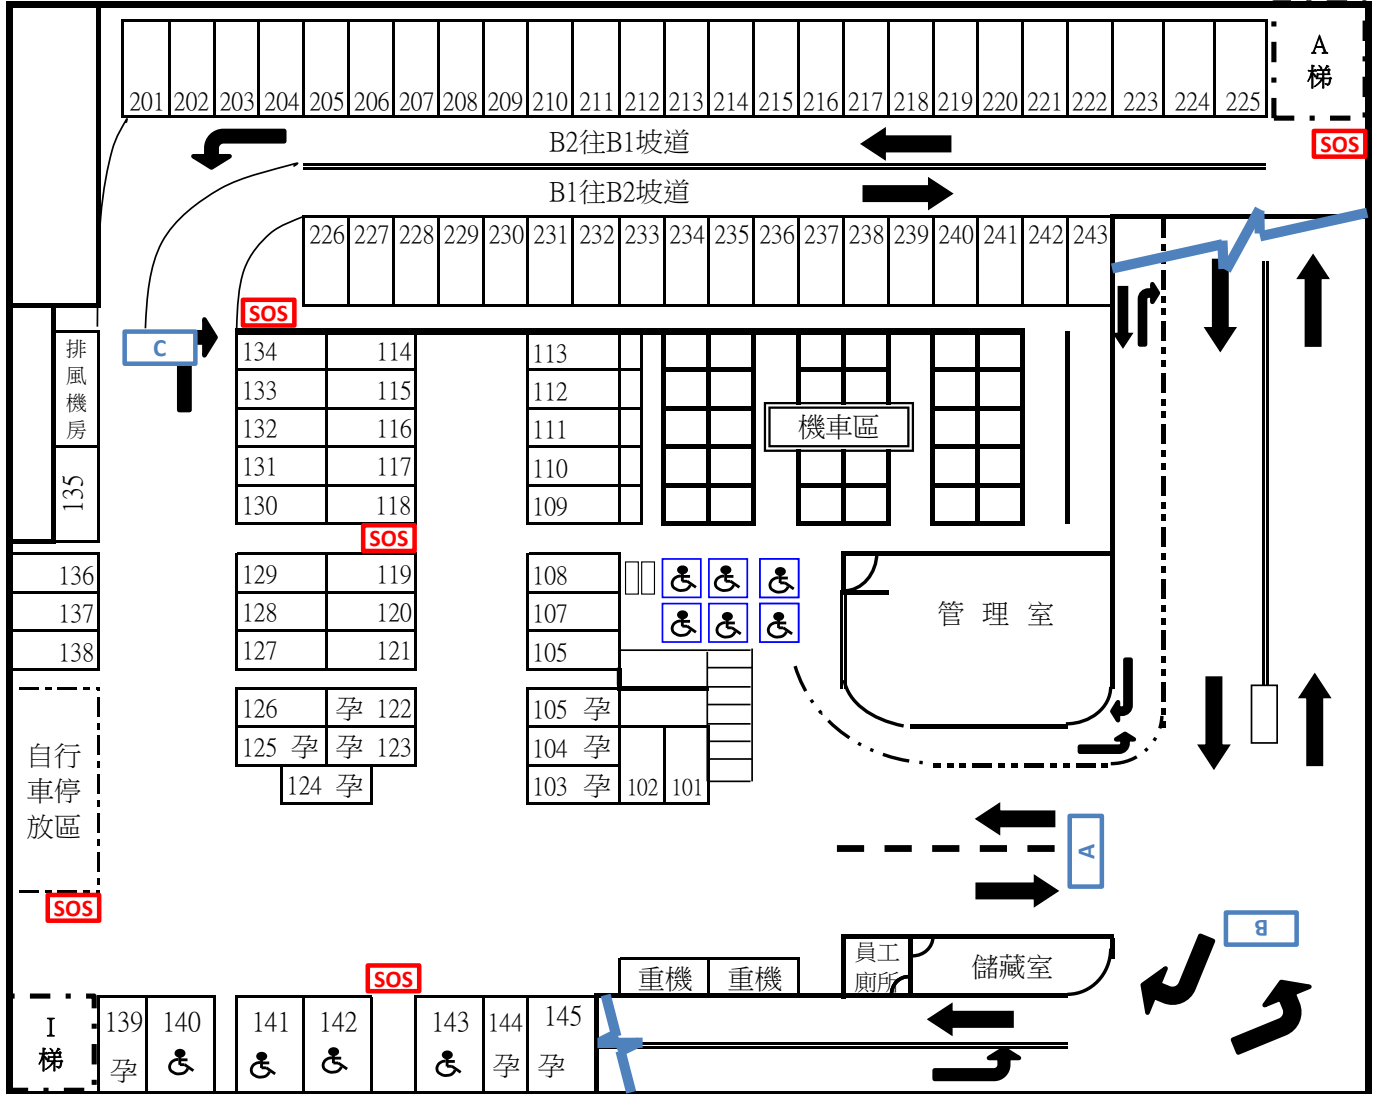 201 202 203 204 205 206 207 208 209 210 211 212 213 214 215 216 217 218 219 220 221 222 223 224 225
A
梯
SOS
B2往B1坡道
B1往B2坡道
226 227 228 229 230 231 232 233 234 235 236 237 238 239 240 241 242 243
SOS
C
排
風
機
房
135
134 114 113
133 115 112
132 116 111
131 117 110
130 118 109
機車區
SOS
136 129 119 108
137 128 120 107
138 127 121 105
管 理 室
126 孕 122 105 孕
125 孕 孕 123 104 孕
124 孕 103 孕 102 101
自行
車停
放區
SOS
A
B
員工
廁所
儲藏室
SOS
重機 重機
I
梯
139 140 141 142 143 144 145
孕 孕 孕